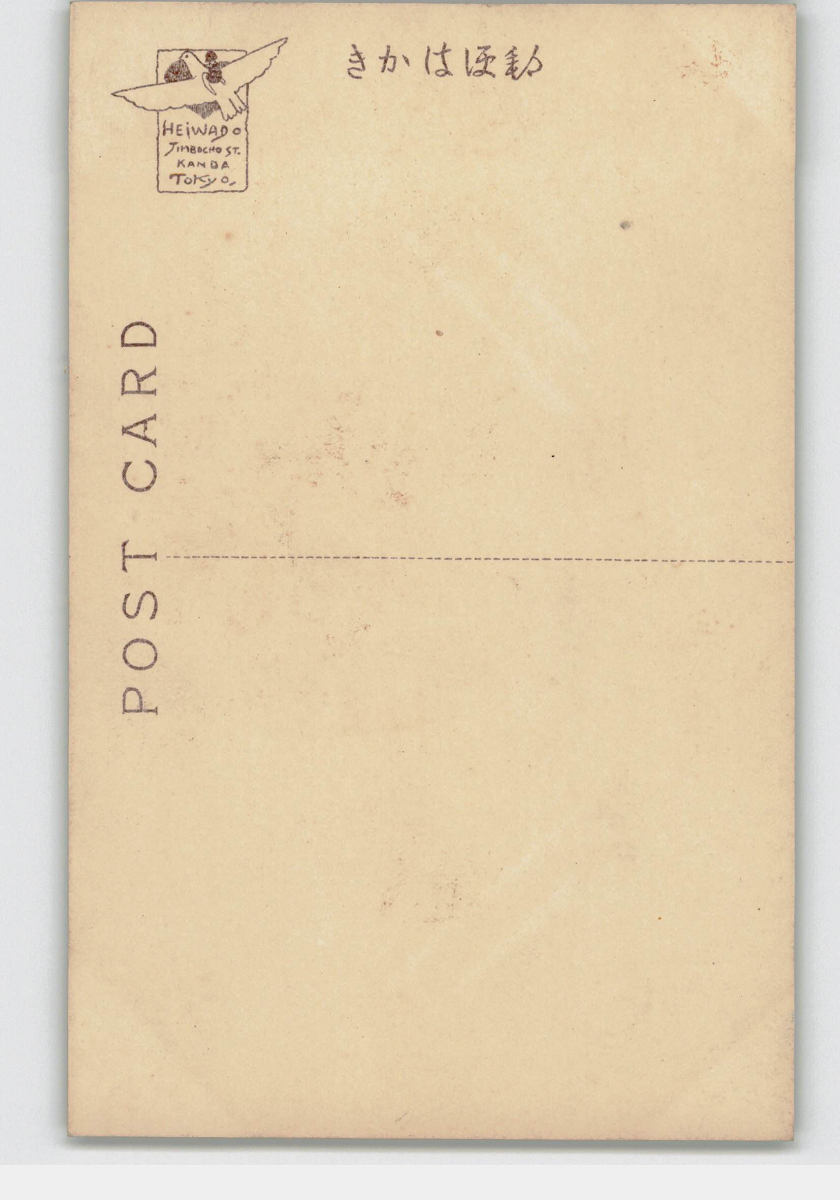 きかは便郵
HEIWADO
JIMBOCHO ST.
KANDA
TOKYO.
POST CARD